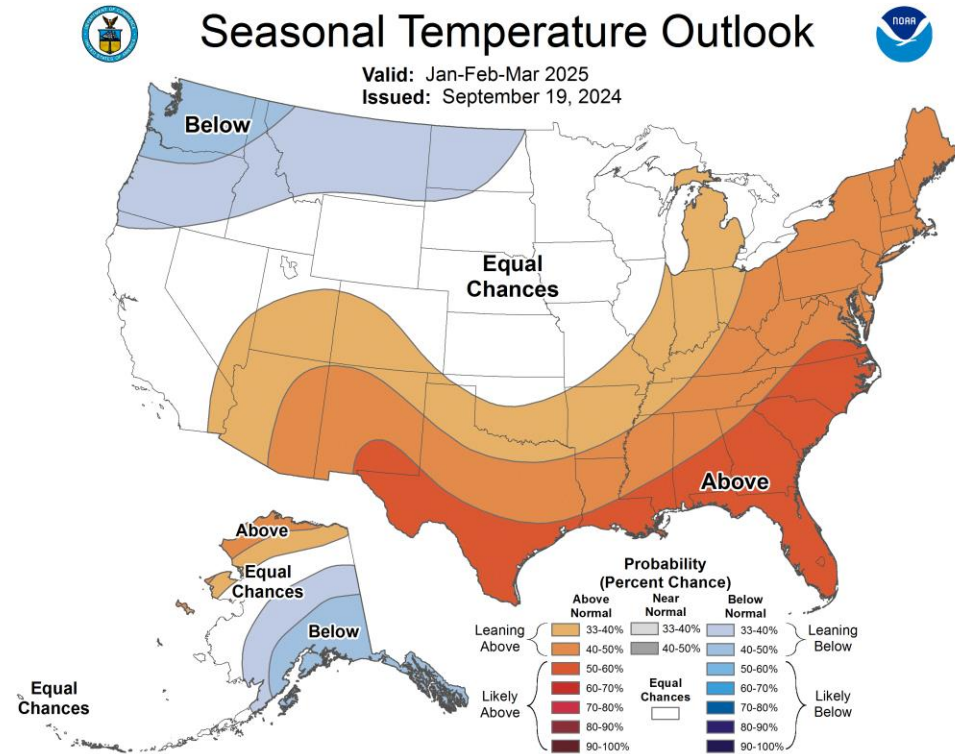 Seasonal Temperature Outlook
NOAA
Valid: Jan-Feb-Mar 2025
Issued: September 19, 2024
Below
Equal
Chances
Above
Above
Equal
Chances
Below
Equal
Chances
Probability
(Percent Chance)
Above
Normal
Near
Normal
Below
Normal
Leaning
Above
33-40%
40-50%
33-40%
40-50%
33-40%
40-50%
Leaning
Below
Likely
Above
50-60%
60-70%
70-80%
80-90%
90-100%
Equal
Chances
50-60%
60-70%
70-80%
80-90%
90-100%
Likely
Below